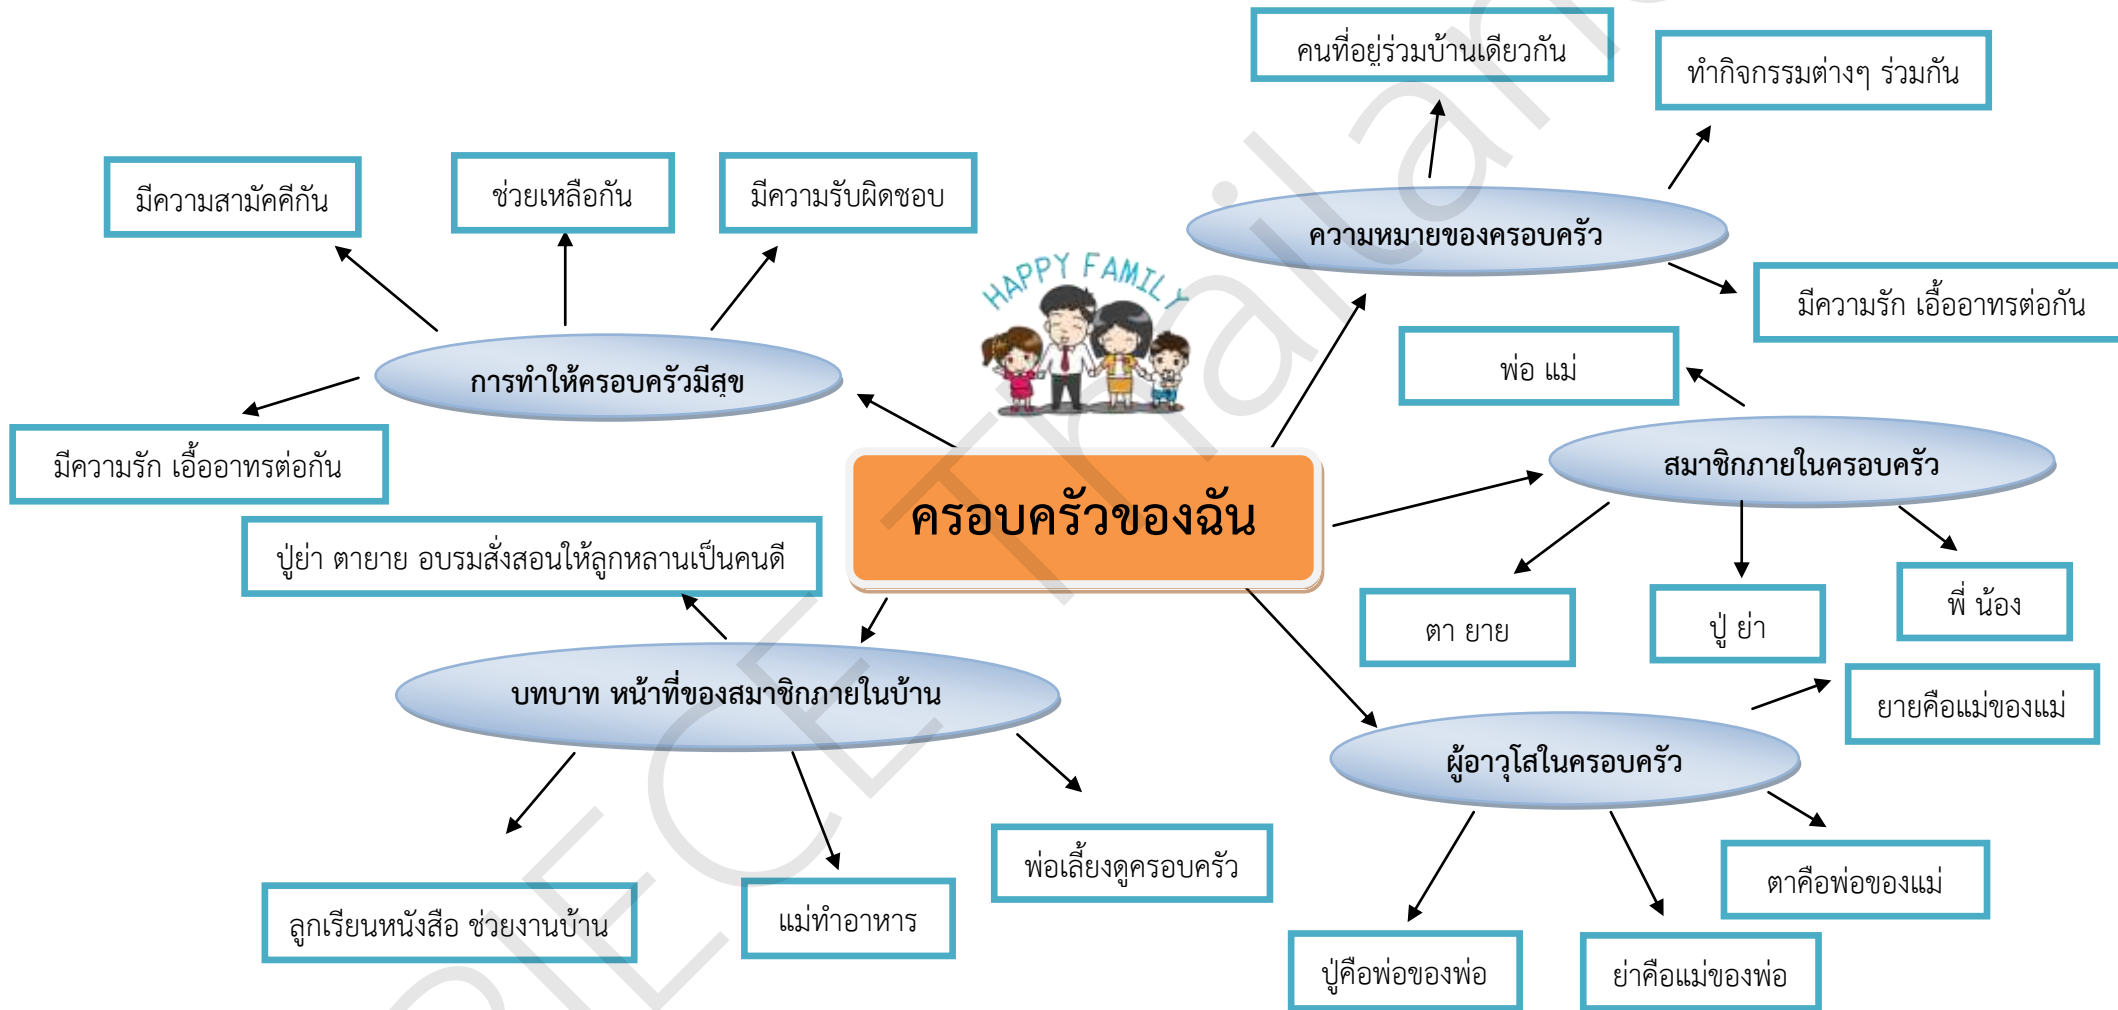 คนที่อยู่ร่วมบ้านเดียวกัน
ทำกิจกรรมต่างๆ ร่วมกัน
มีความสามัคคีกัน
ช่วยเหลือกัน
มีความรับผิดชอบ
ความหมายของครอบครัว
HAPPY FAMILY
มีความรัก เอื้ออาทรต่อกัน
พ่อ แม่
การทำให้ครอบครัวมีสุข
มีความรัก เอื้ออาทรต่อกัน
สมาชิกภายในครอบครัว
ครอบครัวของฉัน
ปู่ย่า ตายาย อบรมสั่งสอนให้ลูกหลานเป็นคนดี
ตา ยาย
ปู่ ย่า
พี่ น้อง
บทบาท หน้าที่ของสมาชิกภายในบ้าน
ยายคือแม่ของแม่
ผู้อาวุโสในครอบครัว
พ่อเลี้ยงดูครอบครัว
ตาคือพ่อของแม่
ลูกเรียนหนังสือ ช่วยงานบ้าน
แม่ทำอาหาร
ปู่คือพ่อของพ่อ
ย่าคือแม่ของพ่อ
RIECE Thailand